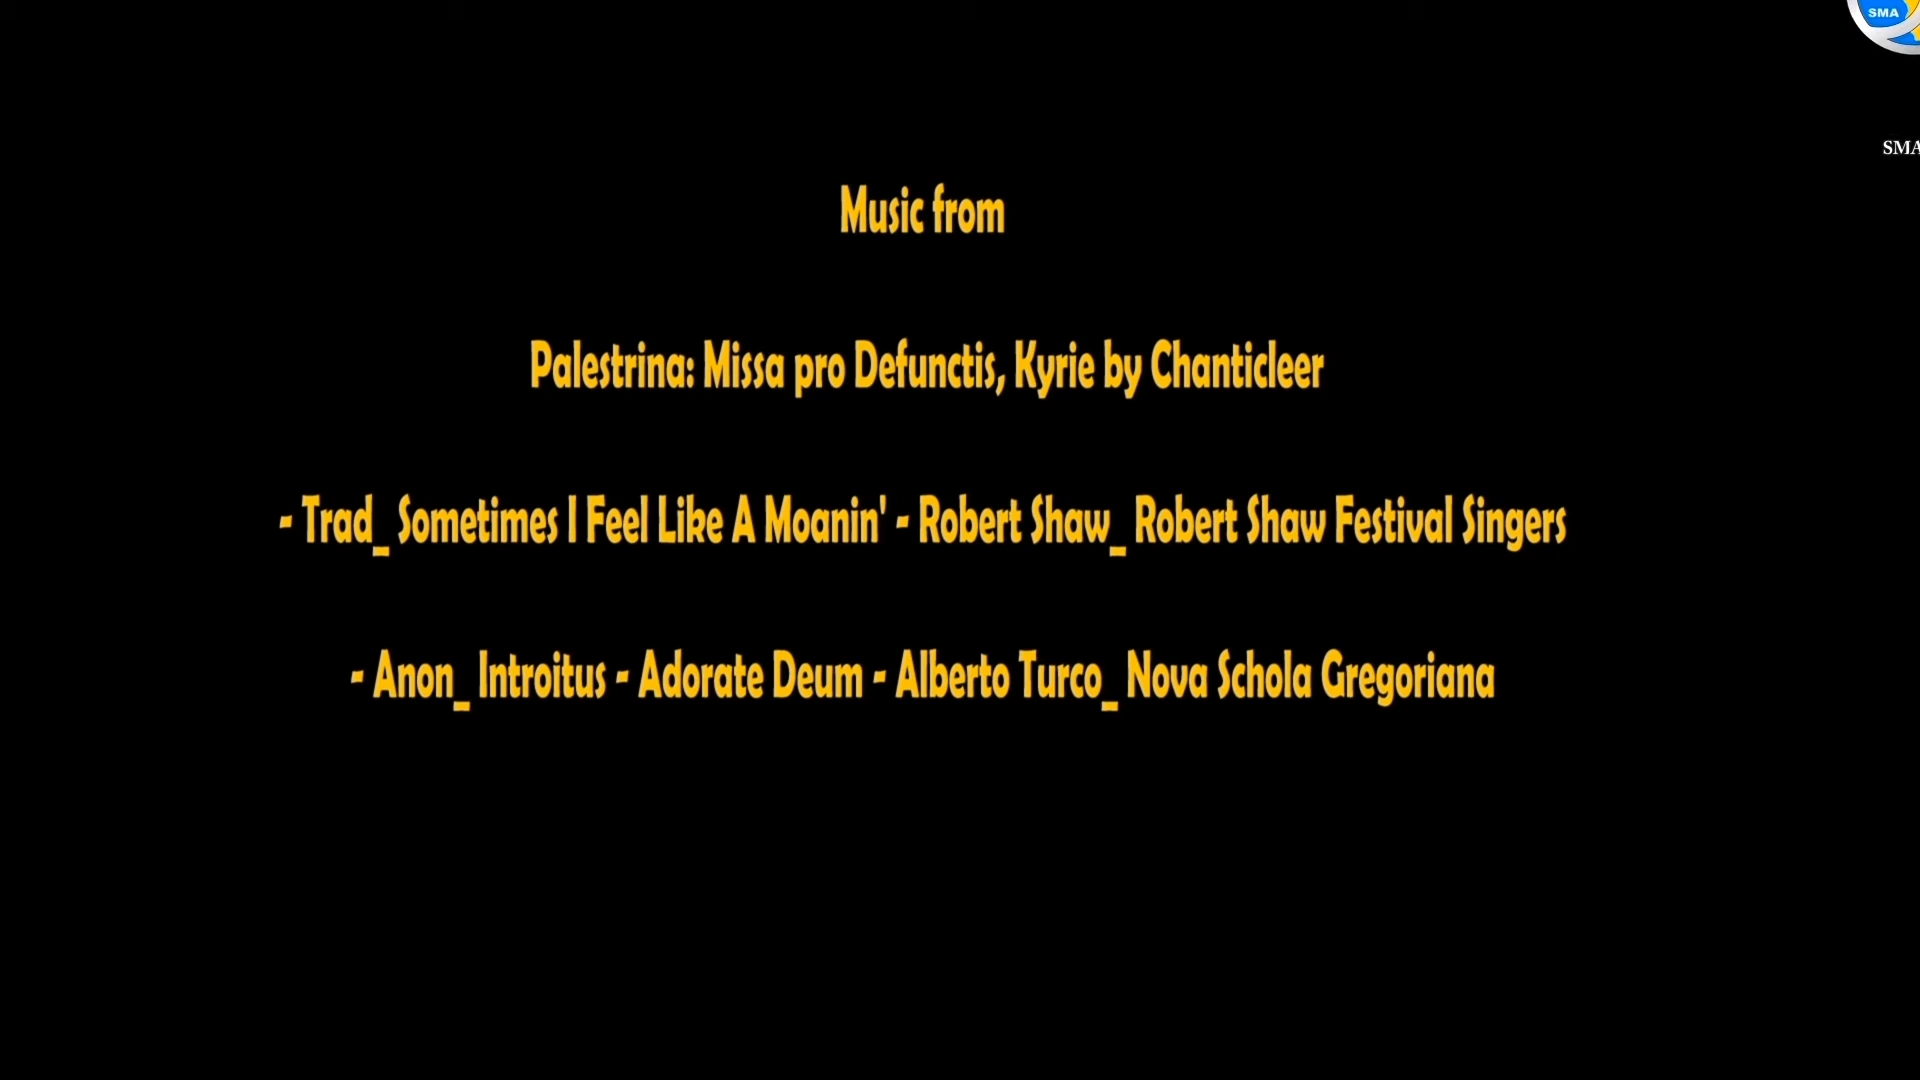 SMA
SMA
Music from
Palestrina: Missa pro Defunctis, Kyrie by Chanticleer
- Trad_ Sometimes I Feel Like A Moanin' - Robert Shaw_ Robert Shaw Festival Singers
- Anon_ Introitus - Adorate Deum - Alberto Turco_ Nova Schola Gregoriana